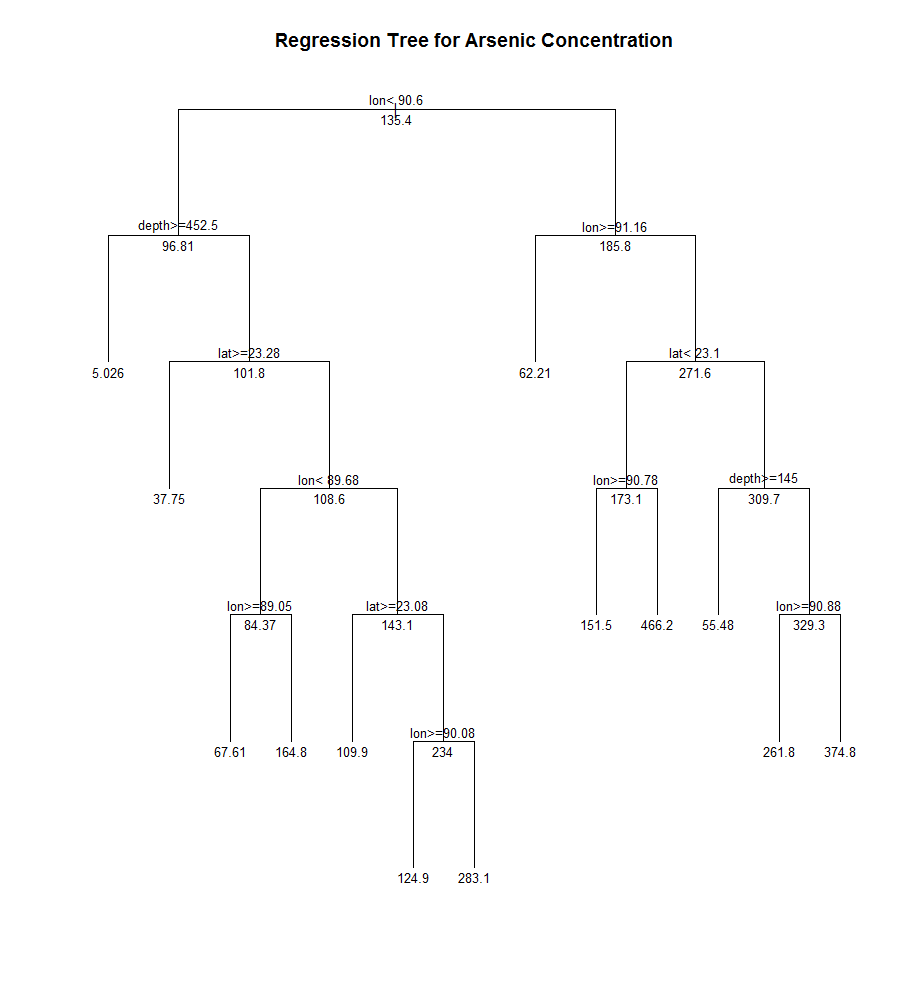 Regression Tree for Arsenic Concentration
lon< 90.6
135.4
depth>=452.5
lon>=91.16
96.81
185.8
lat>=23.28
lat< 23.1
5.026
101.8
62.21
271.6
lon< 89.68
lon>=90.78
depth>=145
37.75
108.6
173.1
309.7
lon>=89.05
lat>=23.08
lon>=90.88
84.37
143.1
151.5
466.2
55.48
329.3
lon>=90.08
67.61
164.8
109.9
234
261.8
374.8
124.9
283.1